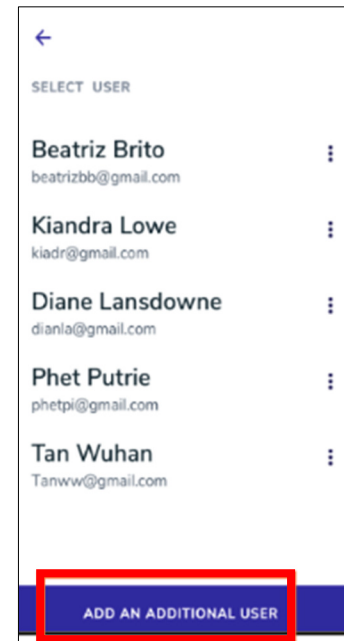 SELECT USER
Beatriz Brito
beatrizbb@gmail.com
Kiandra Lowe
kiadr@gmail.com
Diane Lansdowne
dianla@gmail.com
Phet Putrie
phetpi@gmail.com
Tan Wuhan
Tanww@gmail.com
ADD AN ADDITIONAL USER